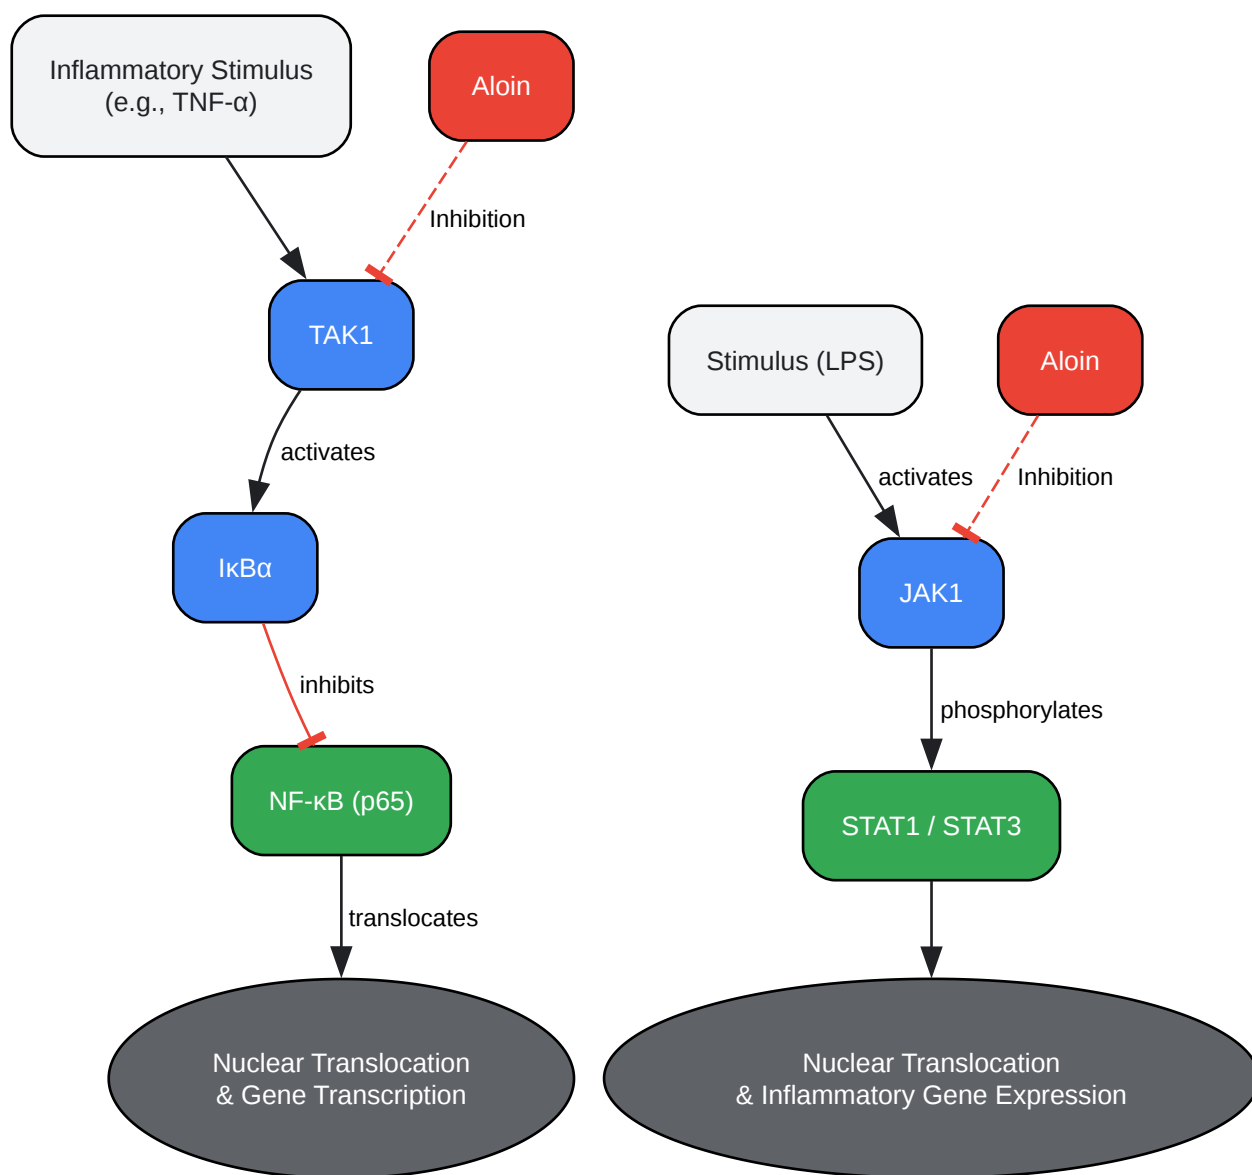 Inflammatory Stimulus
(e.g., TNF-α)
Aloin
Inhibition
TAK1
activates
IκBα
inhibits
NF-κB (p65)
translocates
Nuclear Translocation
& Gene Transcription
Stimulus (LPS)
Aloin
activates
Inhibition
JAK1
phosphorylates
STAT1 / STAT3
Nuclear Translocation
& Inflammatory Gene Expression